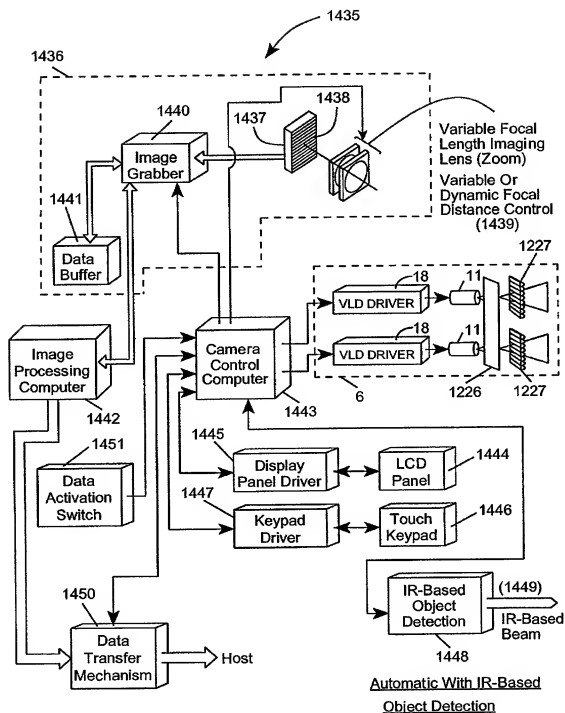 1435
1436
1440
1437
1438
Image
Grabber
Variable Focal
Length Imaging
Lens (Zoom)
Variable Or
Dynamic Focal
Distance Control
(1439)
1441
Data
Buffer
1227
18
11
VLD DRIVER
18
11
VLD DRIVER
Image
Processing
Computer
Camera
Control
Computer
1442
1443
6
1226
1227
1451
Data
Activation
Switch
1445
Display
Panel Driver
LCD
Panel
1444
1447
Keypad
Driver
Touch
Keypad
1446
1450
Data
Transfer
Mechanism
Host
IR-Based
Object
Detection
(1449)
IR-Based
Beam
1448
Automatic With IR-Based
Object Detection